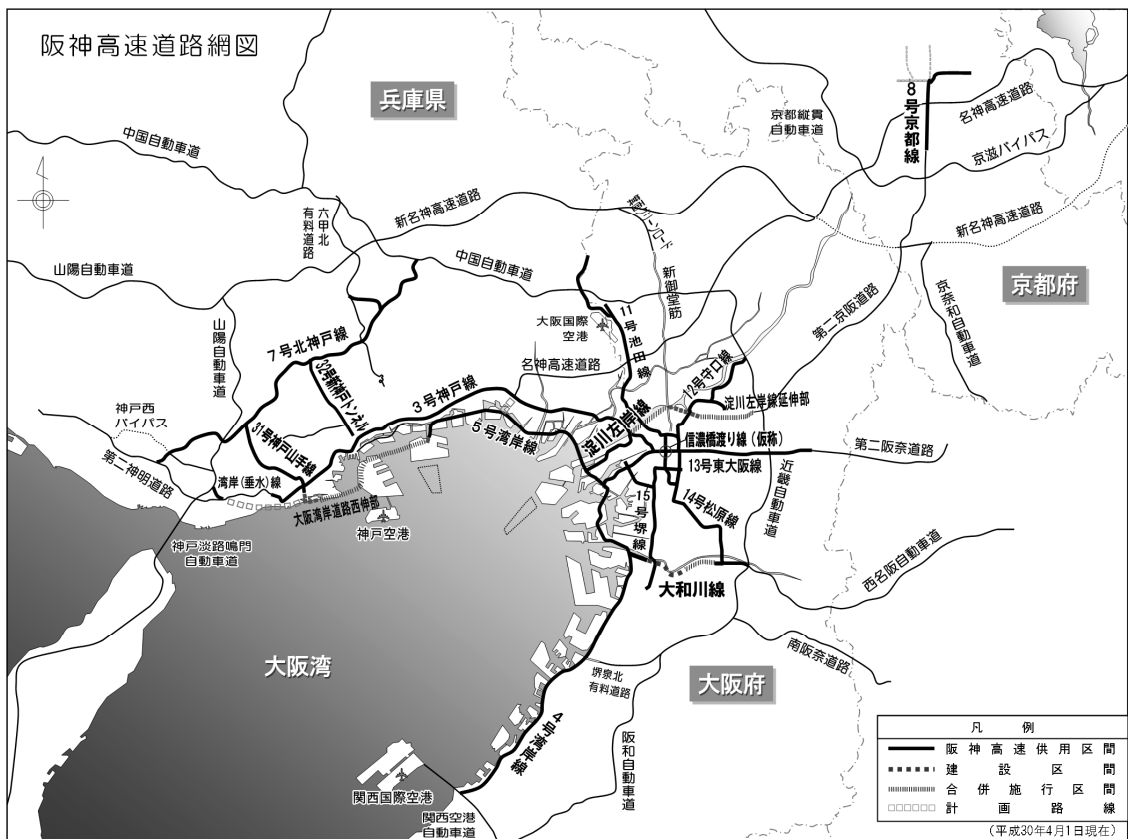 阪神高速道路網図
兵庫県
8号京都線
名神高速道路
京都縦貫
自動車道
京滋バイパス
中国自動車道
六甲北
有料道路
新名神高速道路
新名神高速道路
山陽自動車道
中国自動車道
新御堂筋
京都府
第二京阪道路
京奈和自動車道
山陽自動車道
7号北神戸線
大阪国際
空港
11号池田線
名神高速道路
12号守口線
32号新神戸トンネル
3号神戸線
淀川左岸線
淀川左岸線延伸部
神戸西
バイパス
5号湾岸線
信濃橋渡り線(仮称)
第二阪奈道路
31号神戸山手線
13号東大阪線
第二神明道路
湾岸(垂水)線
大阪湾岸道路西伸部
神戸空港
15号堺線
14号松原線
近畿自動車道
神戸淡路鳴門
自動車道
西名阪自動車道
大和川線
大阪湾
堺泉北
有料道路
南阪奈道路
大阪府
4号湾岸線
阪和自動車道
関西国際空港
関西空港
自動車道
凡例
阪神高速供用区間
建設区間
合併施行区間
計画路線
(平成30年4月1日現在)